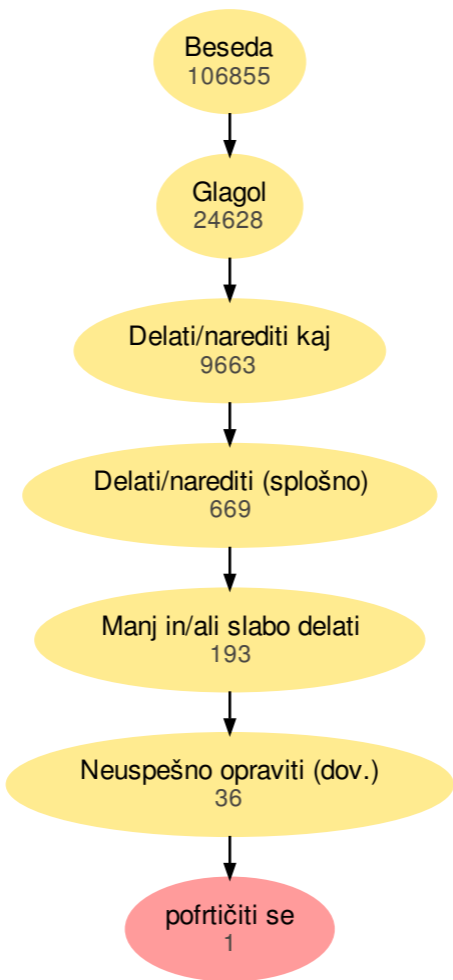 Beseda
106855
Glagol
24628
Delati/narediti kaj
9663
Delati/narediti (splošno)
669
Manj in/ali slabo delati
193
Neuspešno opraviti (dov.)
36
pofrtičiti se
1